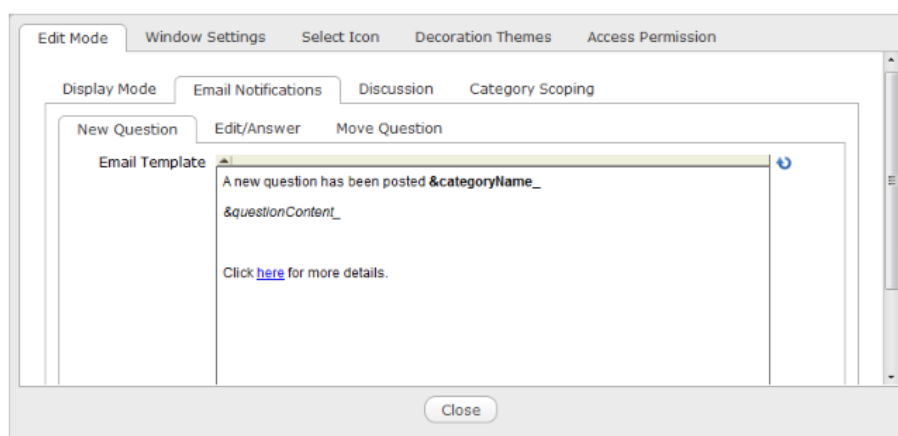 Edit Mode Window Settings Select Icon Decoration Themes Access Permission
Display Mode Email Notifications Discussion Category Scoping
New Question Edit/Answer Move Question
Email Template
A new question has been posted &categoryName_
&questionContent_
Click here for more details.
Close